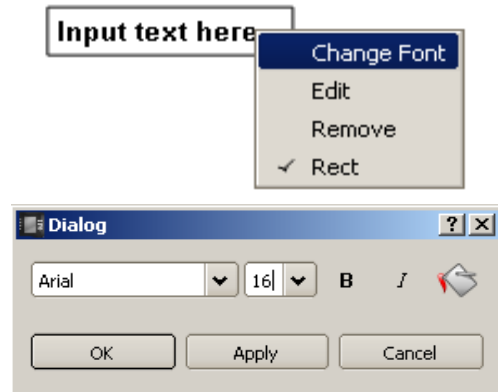 Input text here
Change Font
Edit
Remove
Rect
Dialog
Arial 16 B I
OK Apply Cancel